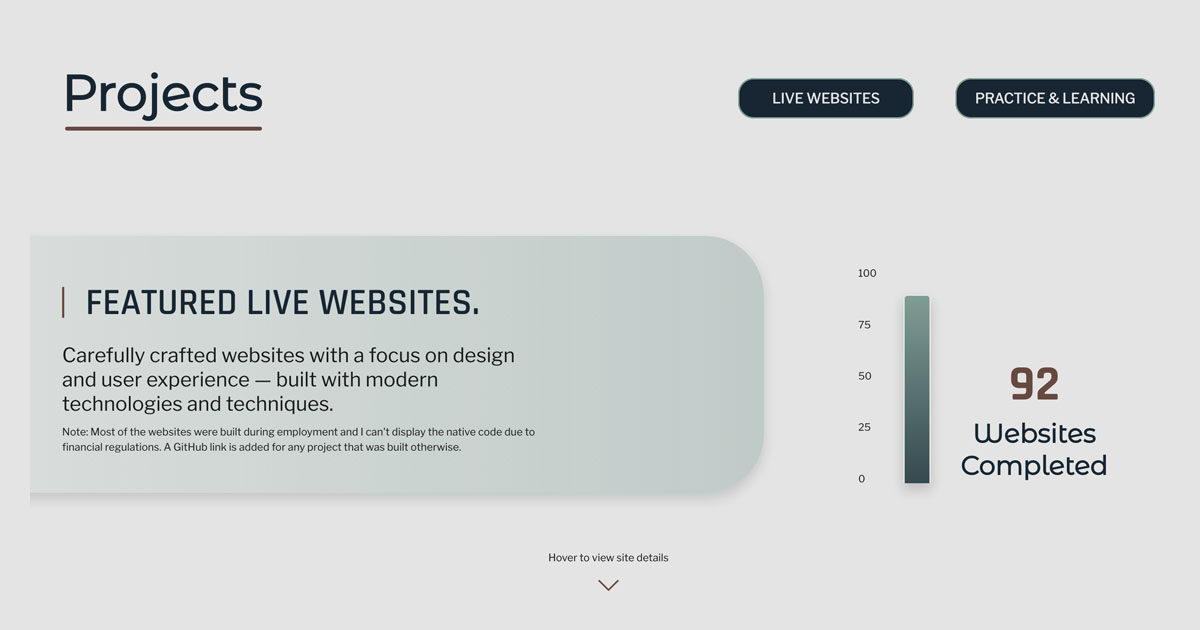 Projects
LIVE WEBSITES
PRACTICE & LEARNING
FEATURED LIVE WEBSITES.
Carefully crafted websites with a focus on design
and user experience — built with modern
technologies and techniques.
Note: Most of the websites were built during employment and I can't display the native code due to
financial regulations. A GitHub link is added for any project that was built otherwise.
100
75
50
25
0
92
Websites
Completed
Hover to view site details